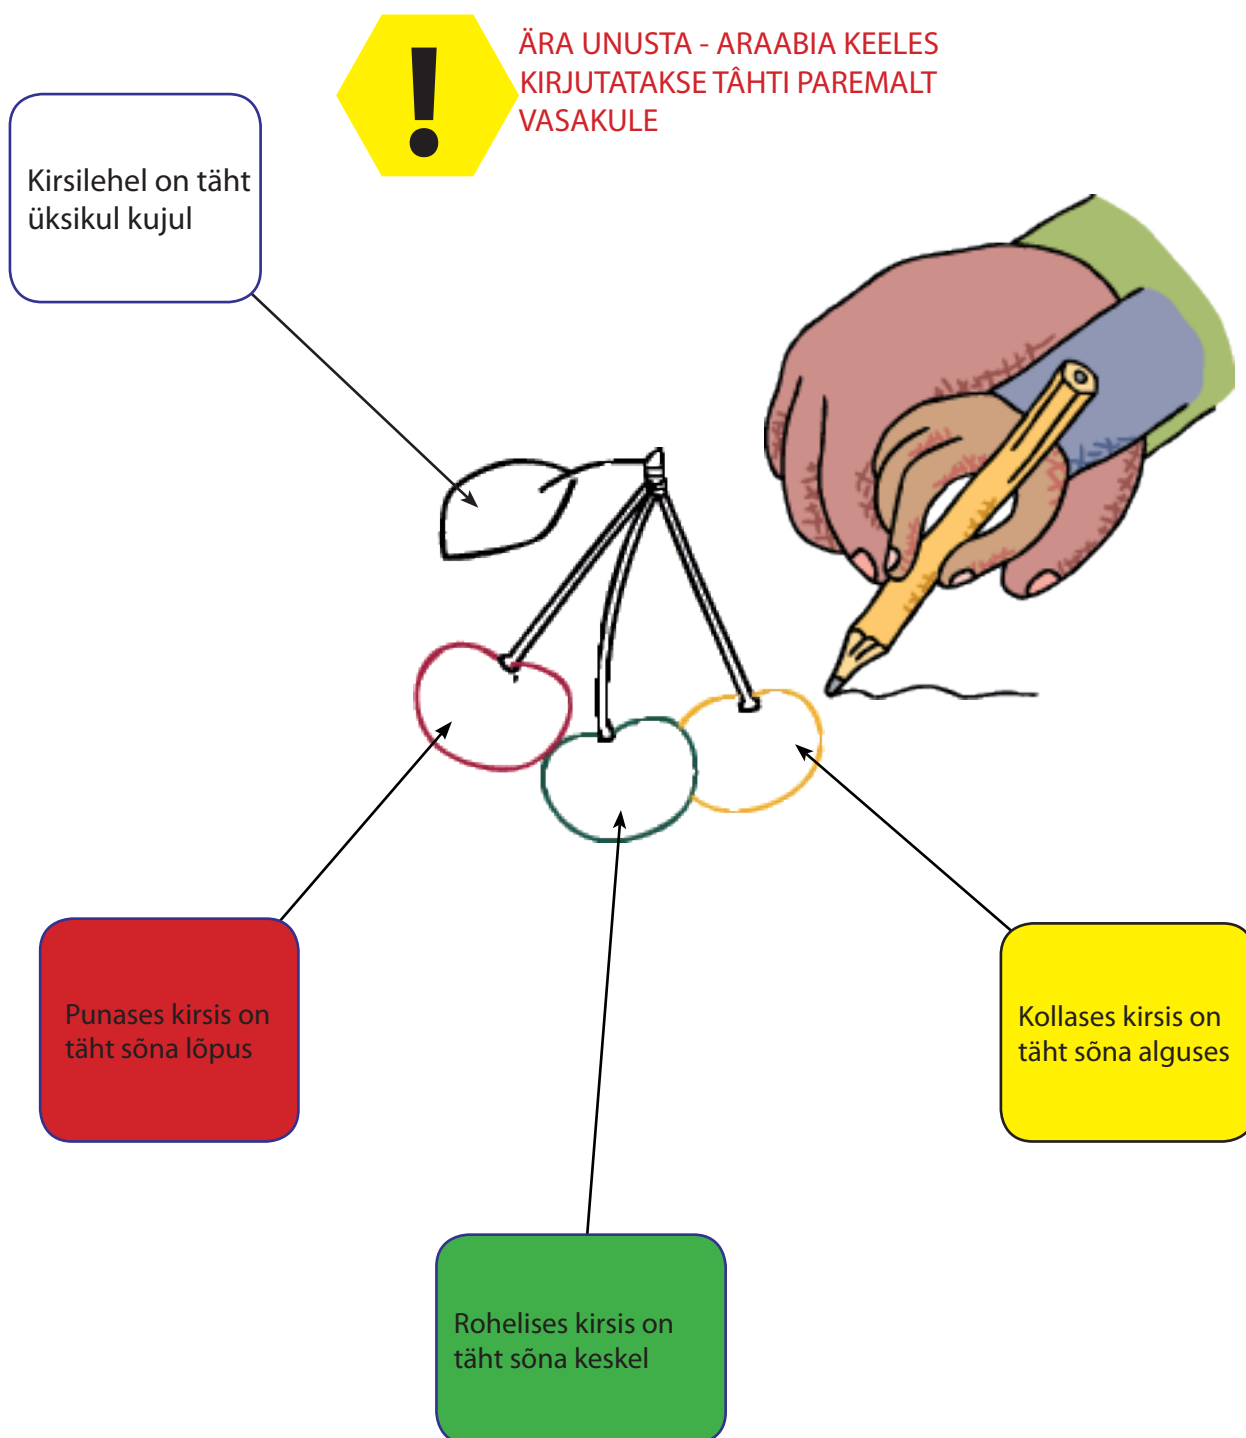 !
ÄRA UNUSTA - ARAABIA KEELES
KIRJUTATAKSE TÂHTI PAREMALT
VASAKULE
Kirsilehel on täht
üksikul kujul
Punases kirsis on
täht sõna lõpus
Kollases kirsis on
täht sõna alguses
Rohelises kirsis on
täht sõna keskel